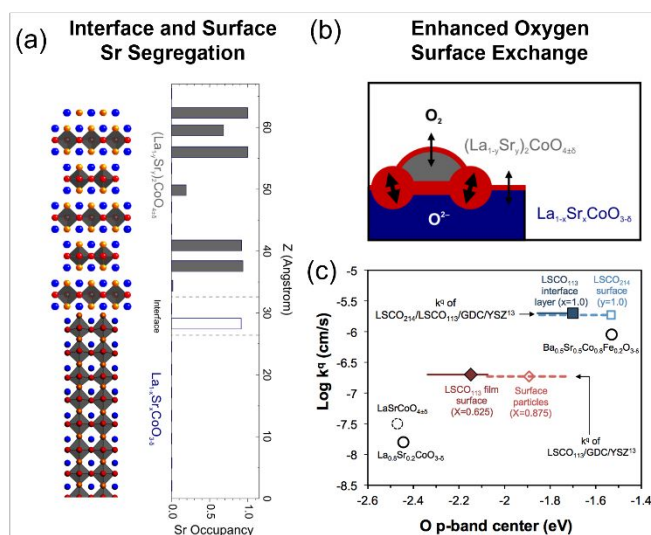 (a)
Interface and Surface
Sr Segregation
(La₁₋ᵧSrᵧ)₂CoO₄±δ
Interface
La₁₋ₓSrₓCoO₃₋δ
60
50
40
30
20
10
0
Z (Angstrom)
0.0
0.5
1.0
Sr Occupancy
(b)
Enhanced Oxygen
Surface Exchange
O₂
(La₁₋ᵧSrᵧ)₂CoO₄±δ
O²⁻
La₁₋ₓSrₓCoO₃₋δ
(c)
Log kq (cm/s)
-5
-5.5
-6
-6.5
-7
-7.5
-8
-8.5
LSCO₁₁₃
interface
layer (x=1.0)
LSCO₂₁₄
surface
(y=1.0)
kq of
LSCO₂₁₄/LSCO₁₁₃/GDC/YSZ¹³
Ba₀.₅Sr₀.₅Co₀.₈Fe₀.₂O₃₋δ
LSCO₁₁₃ film
surface
(X=0.625)
Surface
particles
(X=0.875)
LaSrCoO₄±δ
La₀.₈Sr₀.₂CoO₃₋δ
kq of
LSCO₁₁₃/GDC/YSZ¹³
-2.6
-2.4
-2.2
-2
-1.8
-1.6
-1.4
O p-band center (eV)